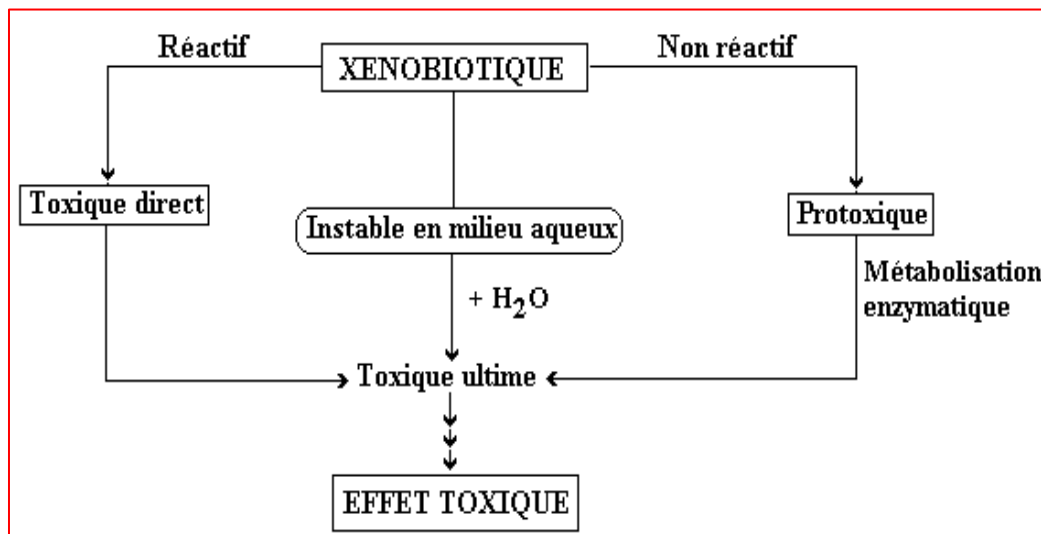 Réactif
XENOBIOTIQUE
Non réactif
Toxique direct
Instable en milieu aqueux
Protoxique
+ H₂O
Métabolisation
enzymatique
Toxique ultime
EFFET TOXIQUE